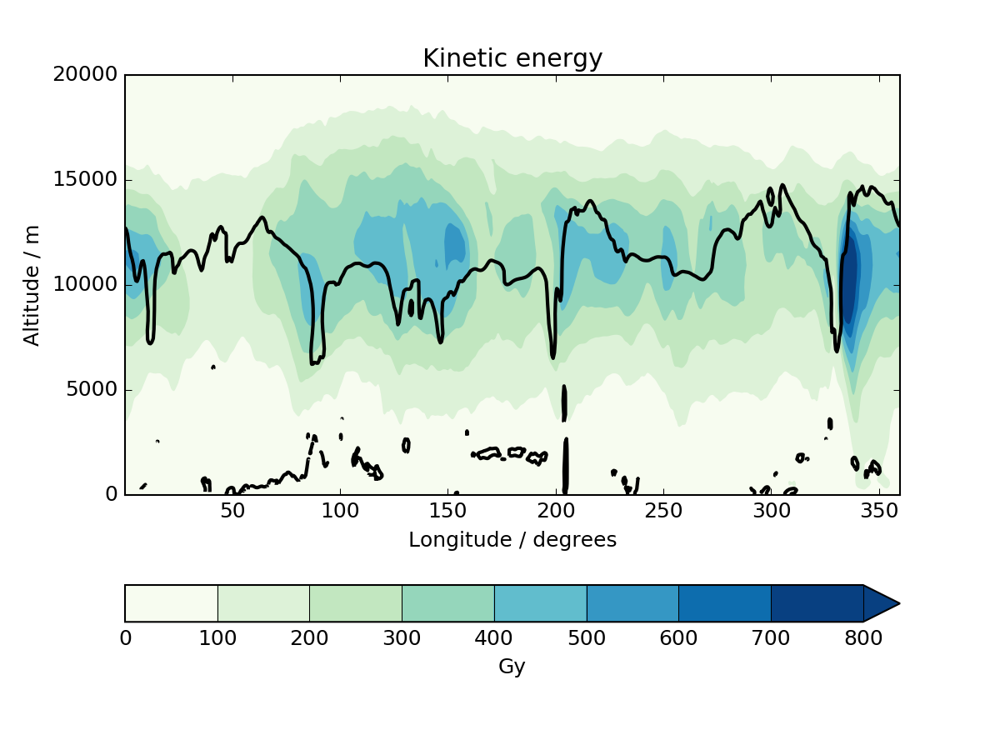 Kinetic energy
20000
15000
10000
5000
0
Altitude / m
50 100 150 200 250 300 350
Longitude / degrees
0 100 200 300 400 500 600 700 800
Gy